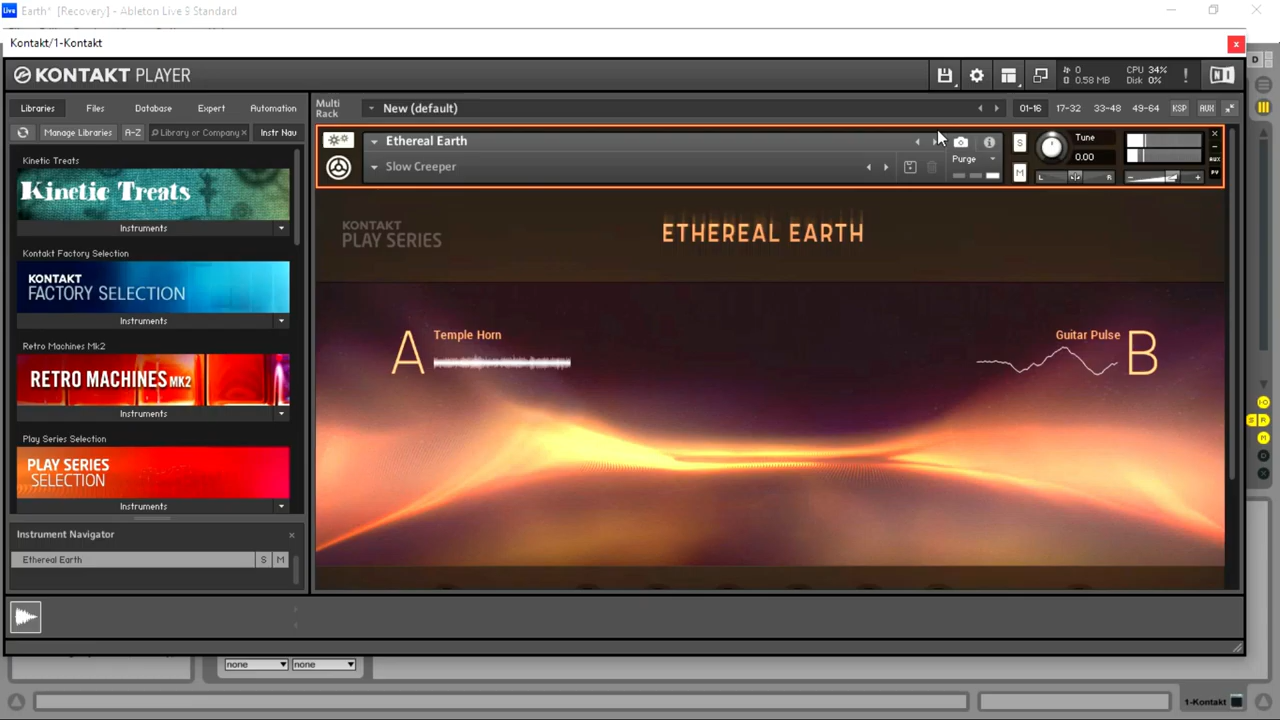 Live Earth* [Recovery] - Ableton Live 9 Standard
Kontakt/1-Kontakt
x
KONTAKT PLAYER
0
0.58 MB
CPU 34%
Disk 0%
!
Libraries Files Database Expert Automation
Multi Rack
New (default)
01-16 17-32 33-48 49-64 KSP AUX
Manage Libraries A-Z Library or Company × Instr Nav
Ethereal Earth
Slow Creeper
Purge
S
M
Tune
0.00
L R
- +
AUX
PV
Kinetic Treats
Kinetic Treats
Instruments
Kontakt Factory Selection
KONTAKT
FACTORY SELECTION
Instruments
Retro Machines Mk2
RETRO MACHINES MK2
Instruments
Play Series Selection
PLAY SERIES
SELECTION
Instruments
KONTAKT
PLAY SERIES
ETHEREAL EARTH
A Temple Horn
Guitar Pulse B
Instrument Navigator ×
Ethereal Earth S M
none none
1-Kontakt
D
I·O
S R
M